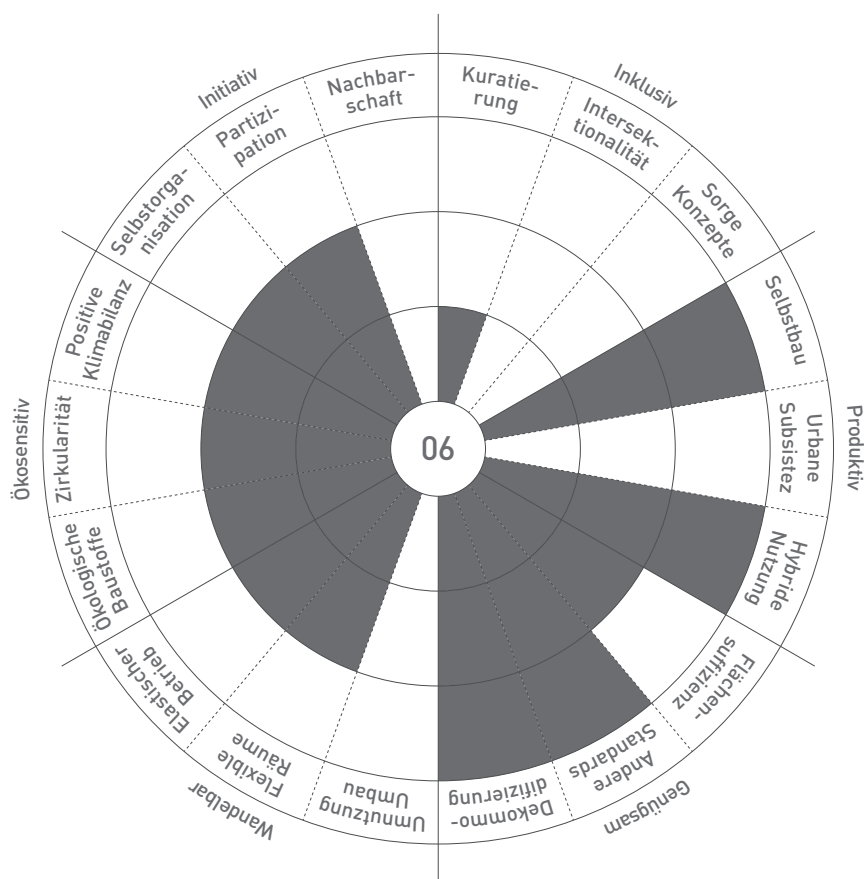 Initiativ
Nachbar-
schaft
Partizi-
pation
Selbstorga-
nisation
Inklusiv
Kuratie-
rung
Intersek-
tionalität
Sorge
Konzepte
Produktiv
Selbstbau
Urbane
Subsistez
Hybride
Nutzung
Genügsam
Flächen-
suffizienz
Andere
Standards
Dekommo-
difizierung
Wandelbar
Umnutzung
Umbau
Flexible
Räume
Elastischer
Betrieb
Ökosensitiv
Ökologische
Baustoffe
Zirkularität
Positive
Klimabilanz
06